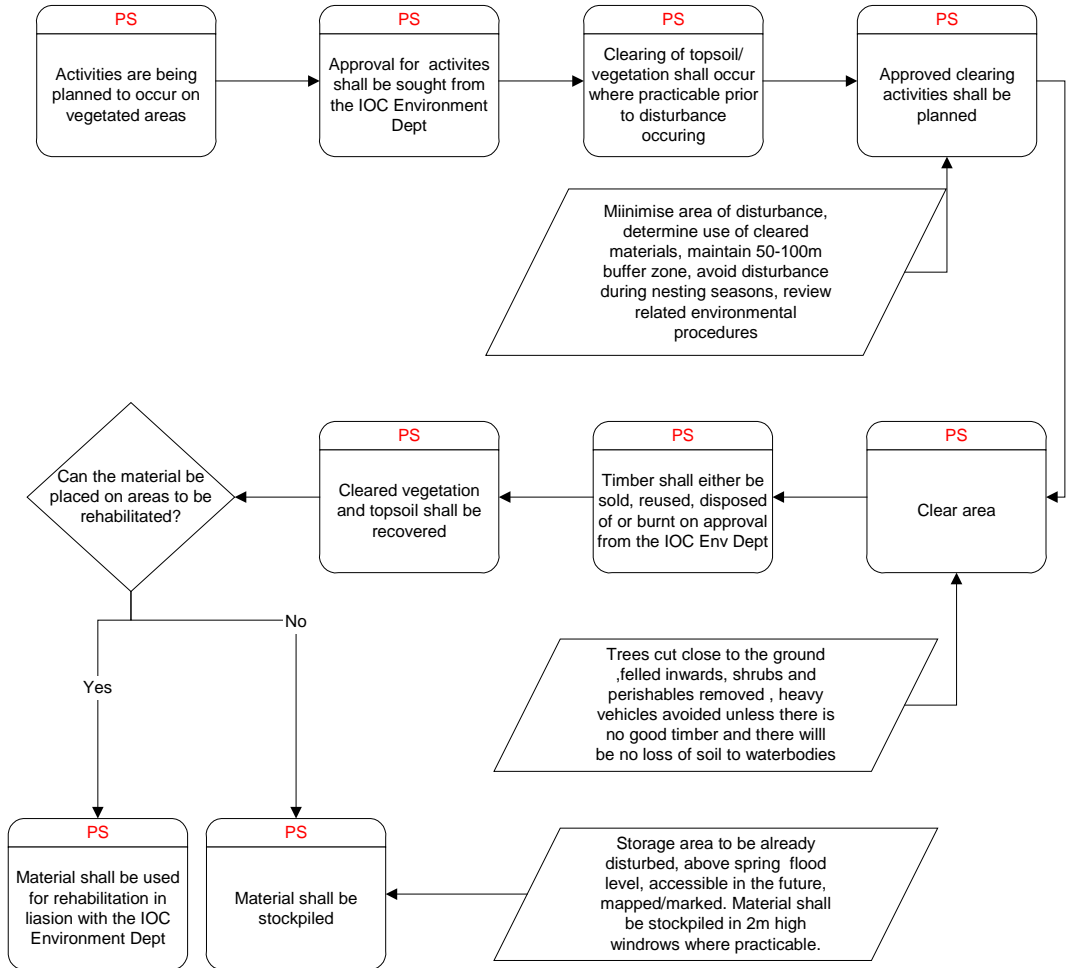 PS
Activities are being
planned to occur on
vegetated areas
PS
Approval for activites
shall be sought from
the IOC Environment
Dept
PS
Clearing of topsoil/
vegetation shall occur
where practicable prior
to disturbance
occuring
PS
Approved clearing
activities shall be
planned
Miinimise area of disturbance,
determine use of cleared
materials, maintain 50-100m
buffer zone, avoid disturbance
during nesting seasons, review
related environmental
procedures
Can the material be
placed on areas to be
rehabilitated?
PS
Cleared vegetation
and topsoil shall be
recovered
PS
Timber shall either be
sold, reused, disposed
of or burnt on approval
from the IOC Env Dept
PS
Clear area
Trees cut close to the ground
,felled inwards, shrubs and
perishables removed , heavy
vehicles avoided unless there is
no good timber and there willl
be no loss of soil to waterbodies
No
Yes
PS
Material shall be used
for rehabilitation in
liasion with the IOC
Environment Dept
PS
Material shall be
stockpiled
Storage area to be already
disturbed, above spring flood
level, accessible in the future,
mapped/marked. Material shall
be stockpiled in 2m high
windrows where practicable.